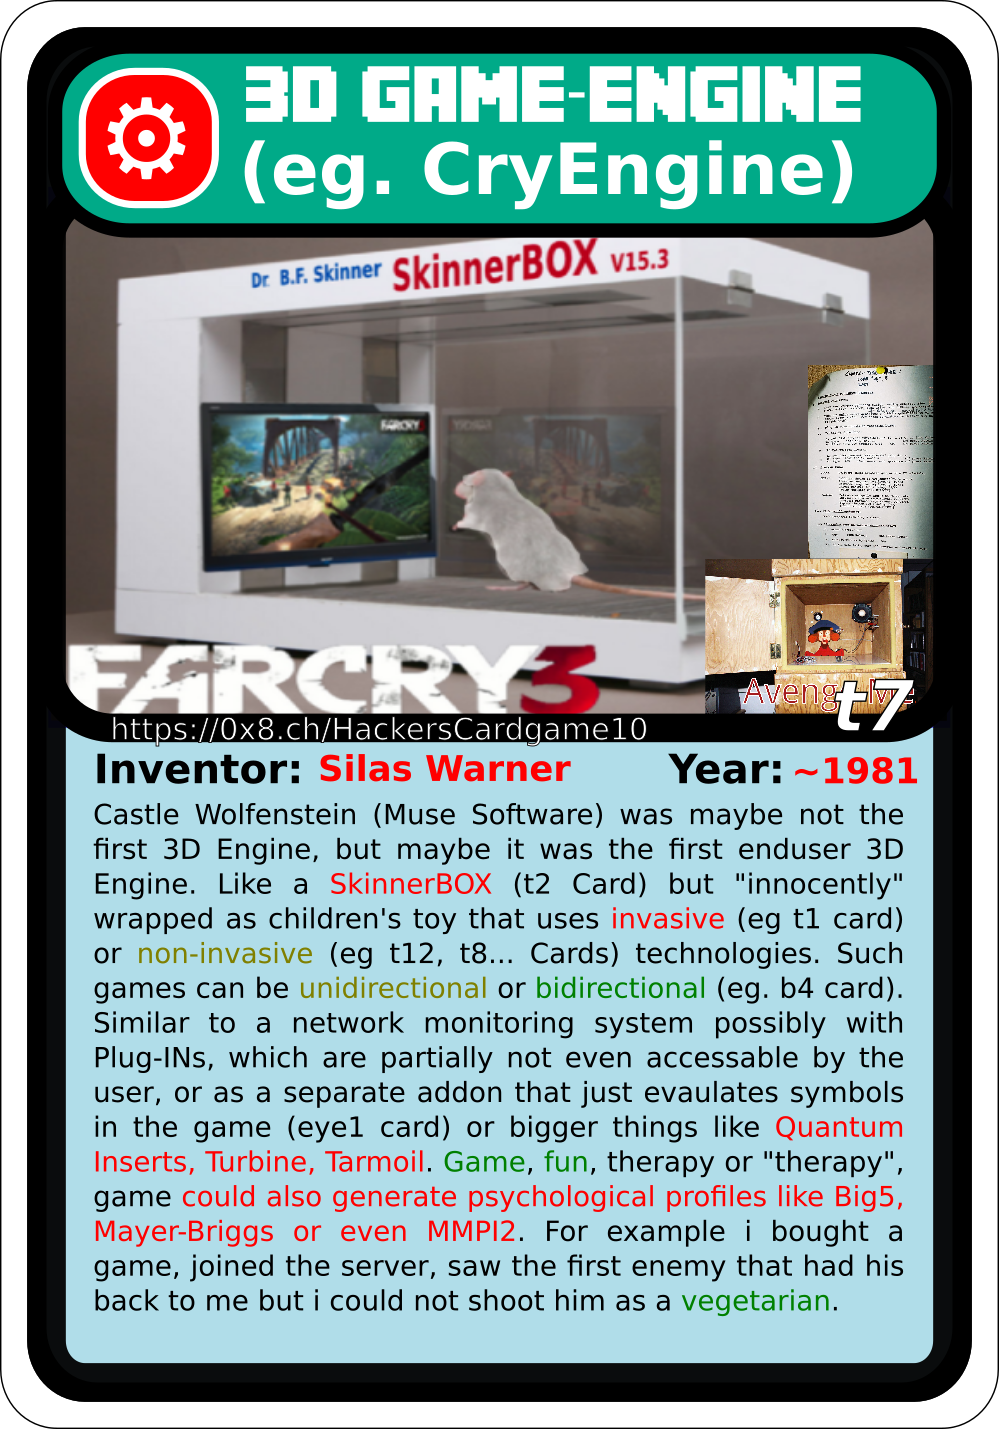 3D GAME-ENGINE
(eg. CryEngine)
Dr. B.F. Skinner SkinnerBOX V15.3
FARCRY 3
FARCRY3
Aveng
t7
https://0x8.ch/HackersCardgame10
Inventor: Silas Warner Year: ~1981
Castle Wolfenstein (Muse Software) was maybe not the
first 3D Engine, but maybe it was the first enduser 3D
Engine. Like a SkinnerBOX (t2 Card) but "innocently"
wrapped as children's toy that uses invasive (eg t1 card)
or non-invasive (eg t12, t8... Cards) technologies. Such
games can be unidirectional or bidirectional (eg. b4 card).
Similar to a network monitoring system possibly with
Plug-INs, which are partially not even accessable by the
user, or as a separate addon that just evaulates symbols
in the game (eye1 card) or bigger things like Quantum
Inserts, Turbine, Tarmoil. Game, fun, therapy or "therapy",
game could also generate psychological profiles like Big5,
Mayer-Briggs or even MMPI2. For example i bought a
game, joined the server, saw the first enemy that had his
back to me but i could not shoot him as a vegetarian.